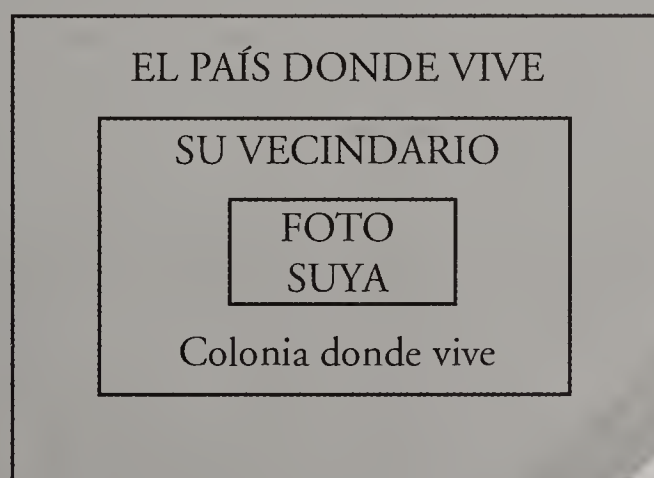 EL PAÍS DONDE VIVE
SU VECINDARIO
FOTO
SUYA
Colonia donde vive